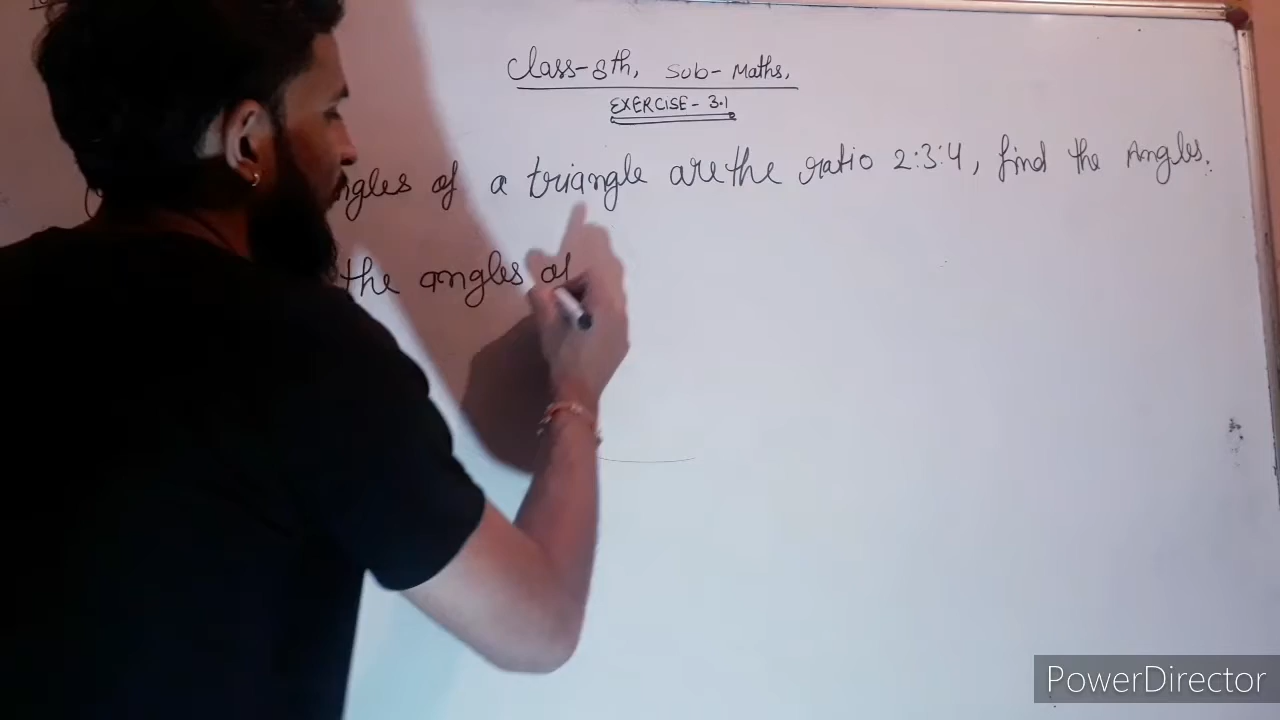 Class-8th, Sub-Maths.
EXERCISE-3.1
ngles of a triangle are the ratio 2:3:4, find the Angles.
the angles of
PowerDirector